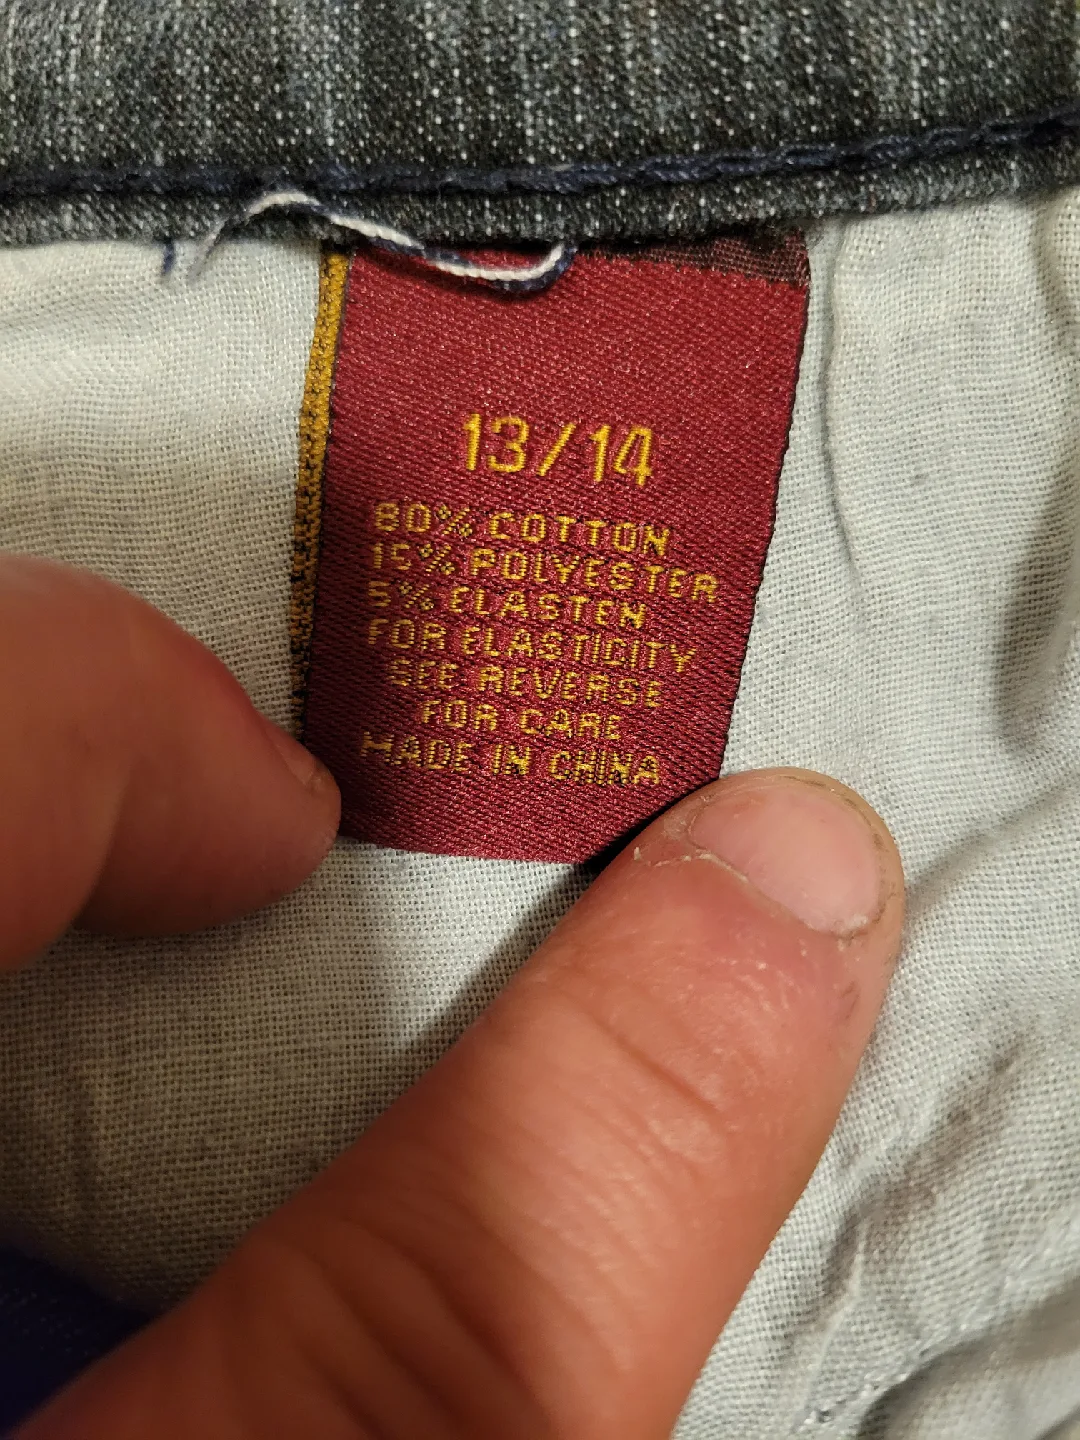 13/14
80% COTTON
15% POLYESTER
5% ELASTEN
FOR ELASTICITY
SEE REVERSE
FOR CARE
MADE IN CHINA